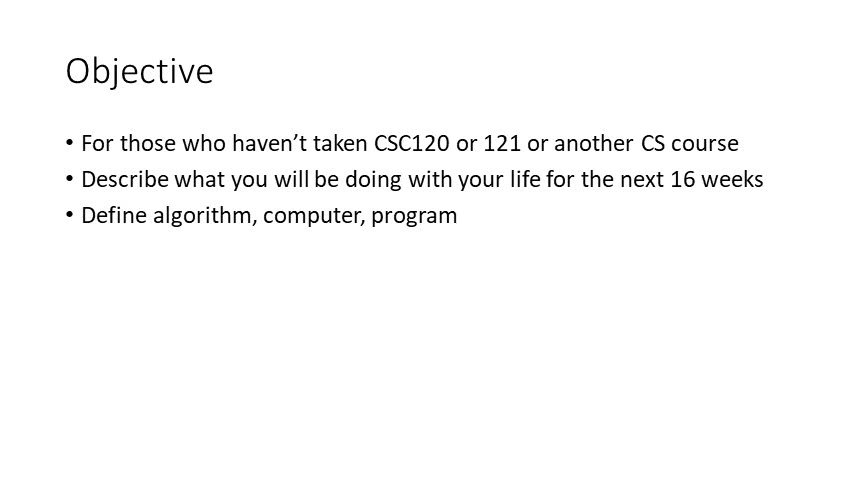 Objective
• For those who haven’t taken CSC120 or 121 or another CS course
• Describe what you will be doing with your life for the next 16 weeks
• Define algorithm, computer, program